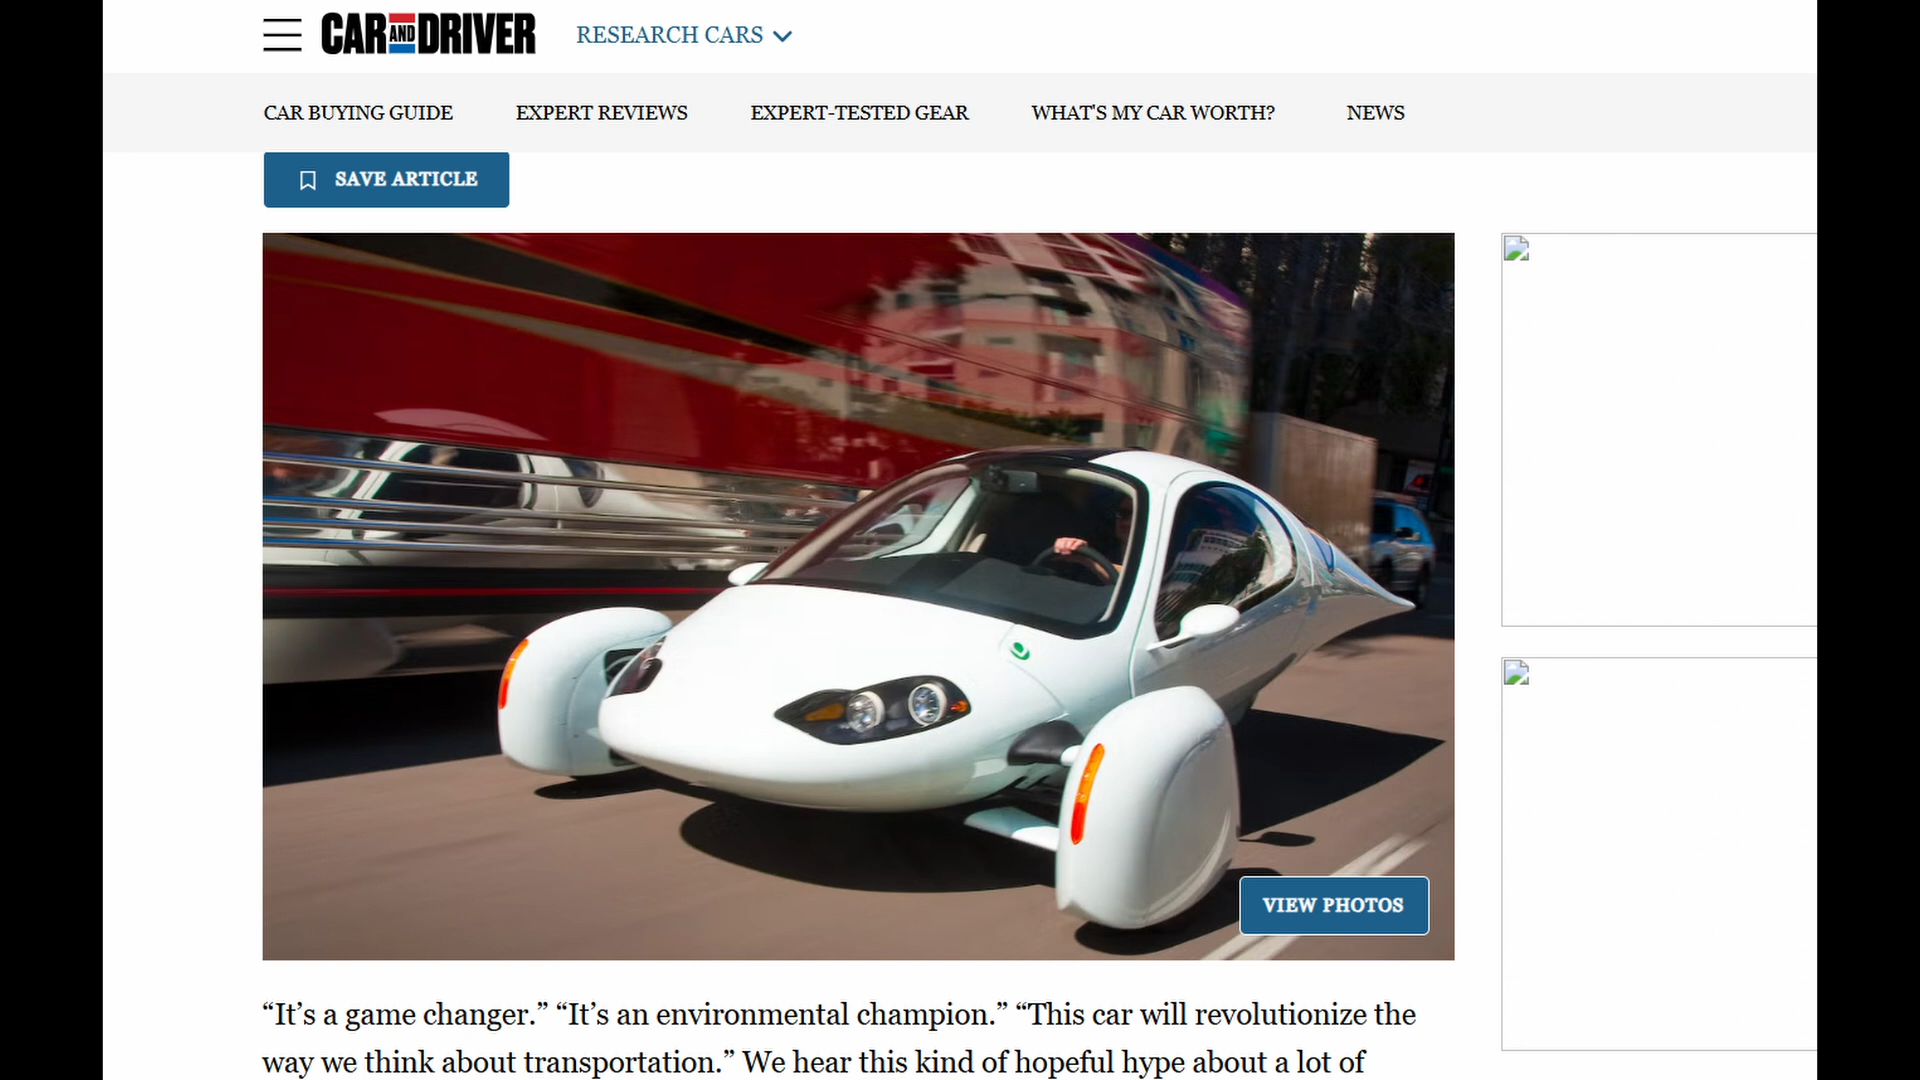 CAR AND DRIVER
RESEARCH CARS
CAR BUYING GUIDE
EXPERT REVIEWS
EXPERT-TESTED GEAR
WHAT'S MY CAR WORTH?
NEWS
SAVE ARTICLE
VIEW PHOTOS
“It’s a game changer.” “It’s an environmental champion.” “This car will revolutionize the
way we think about transportation.” We hear this kind of hopeful hype about a lot of